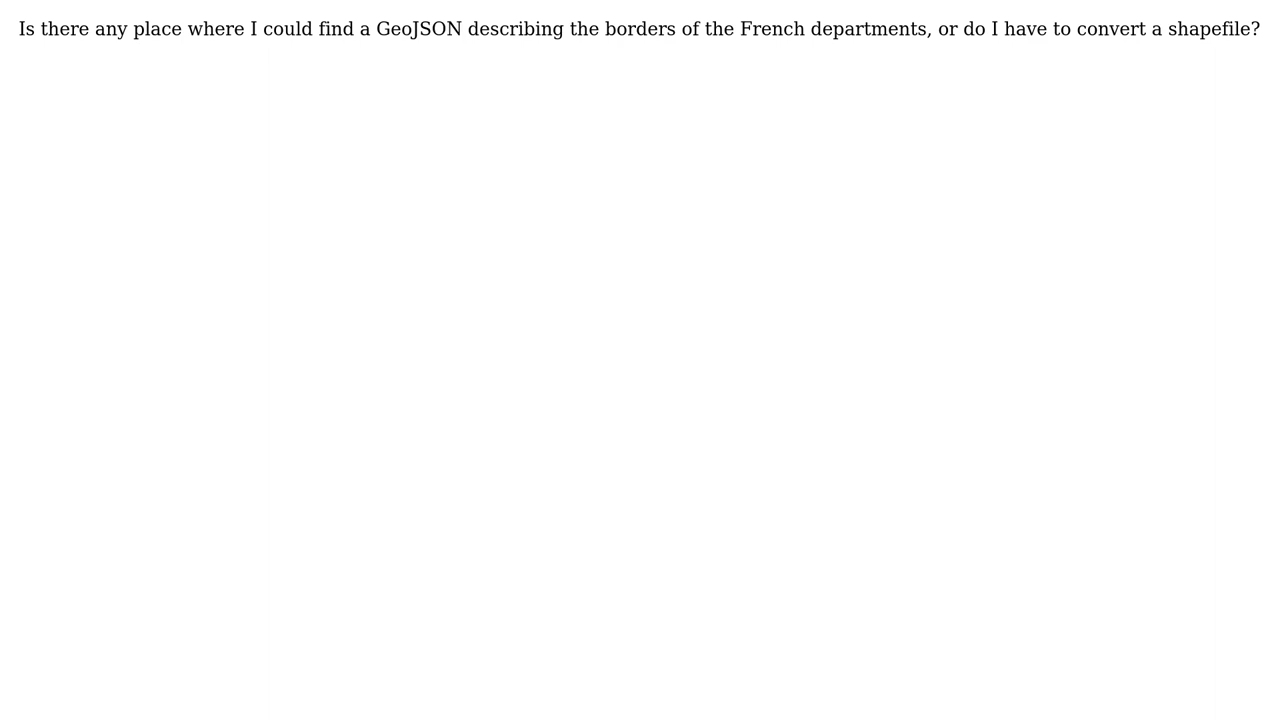 Is there any place where I could find a GeoJSON describing the borders of the French departments, or do I have to convert a shapefile?